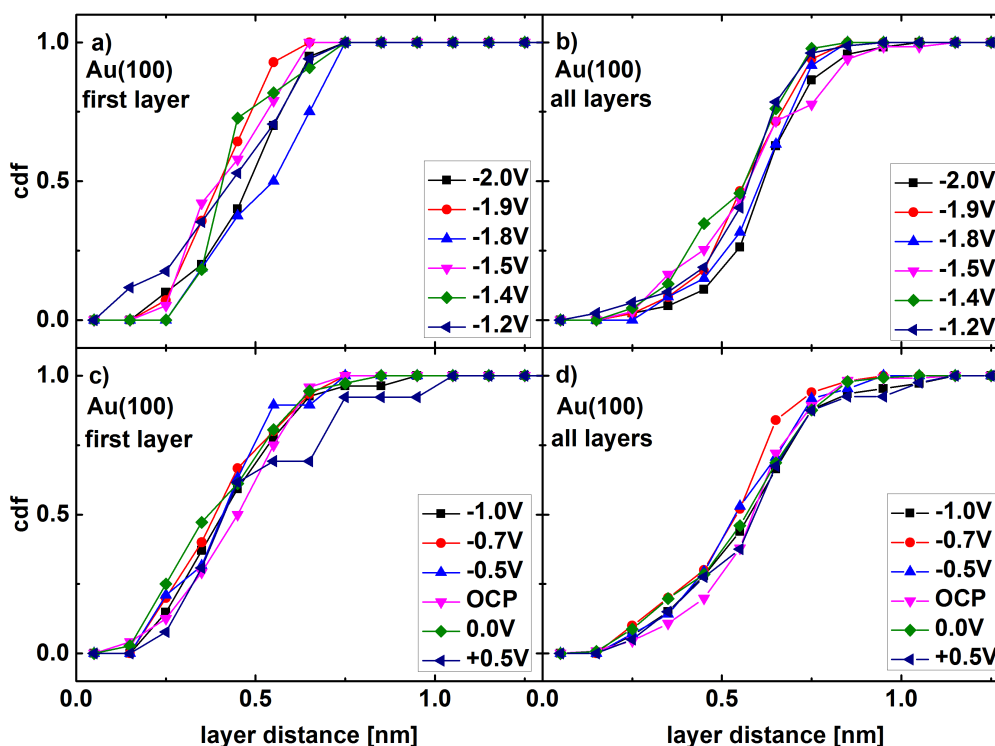 a)
Au(100)
first layer
b)
Au(100)
all layers
1.0
0.5
0.0
cdf
-2.0V
-1.9V
-1.8V
-1.5V
-1.4V
-1.2V
-2.0V
-1.9V
-1.8V
-1.5V
-1.4V
-1.2V
c)
Au(100)
first layer
d)
Au(100)
all layers
1.0
0.5
0.0
cdf
-1.0V
-0.7V
-0.5V
OCP
0.0V
+0.5V
-1.0V
-0.7V
-0.5V
OCP
0.0V
+0.5V
0.0 0.5 1.0 0.0 0.5 1.0
layer distance [nm] layer distance [nm]